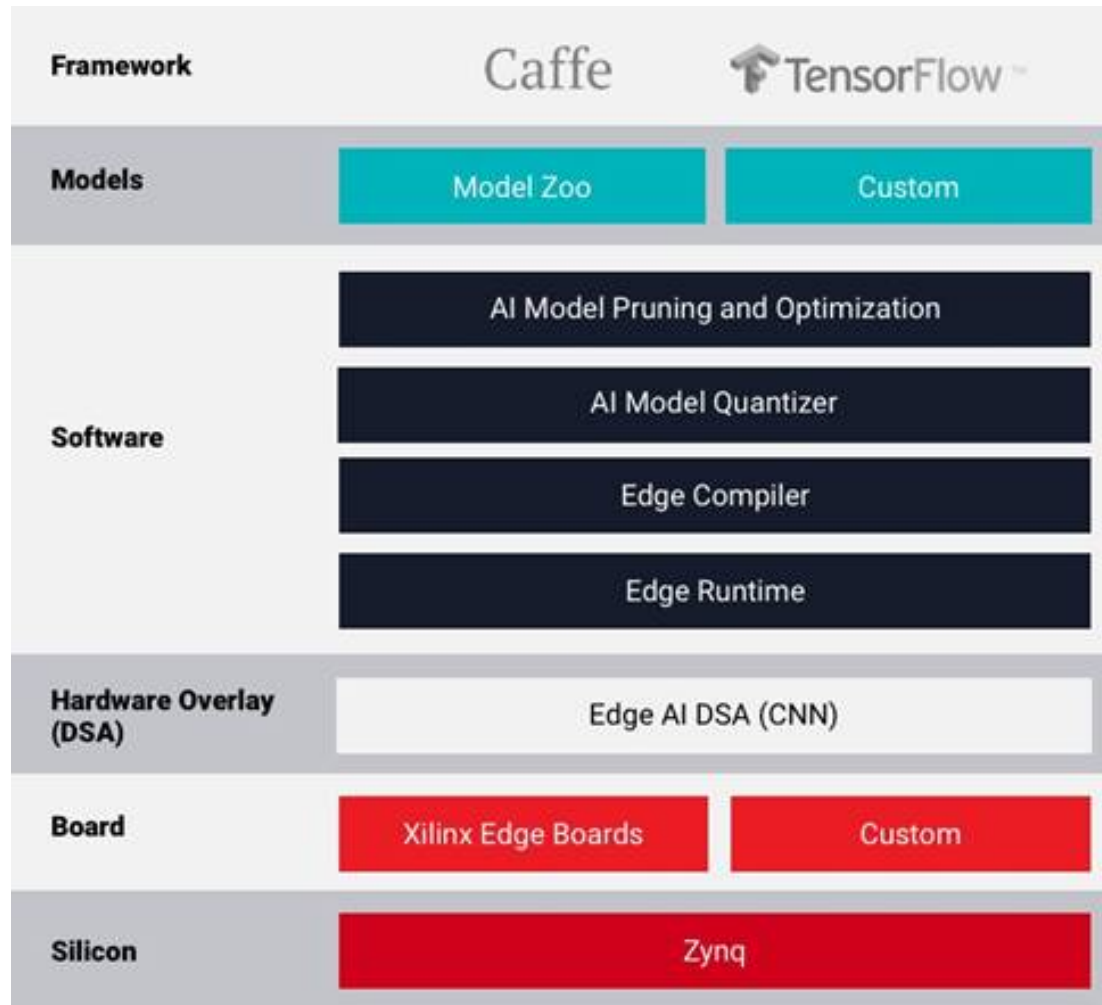 Framework
Caffe
TensorFlow ™
Models
Model Zoo
Custom
Software
AI Model Pruning and Optimization
AI Model Quantizer
Edge Compiler
Edge Runtime
Hardware Overlay
(DSA)
Edge AI DSA (CNN)
Board
Xilinx Edge Boards
Custom
Silicon
Zynq